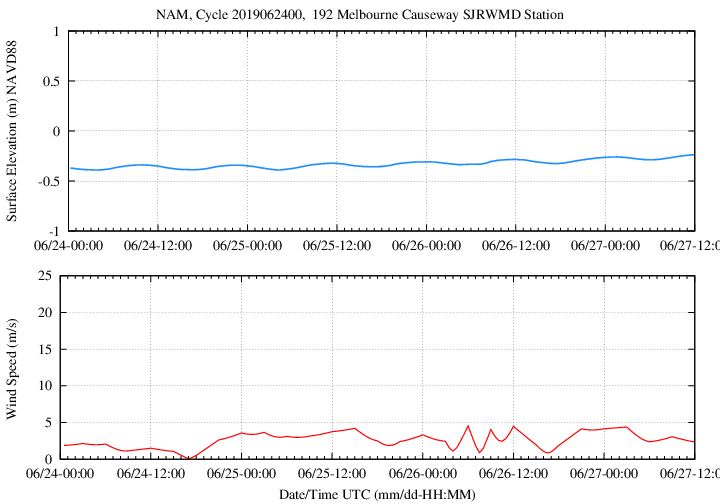 NAM, Cycle 2019062400,  192 Melbourne Causeway SJRWMD Station
Surface Elevation (m) NAVD88
1
0.5
0
-0.5
-1
06/24-00:00 06/24-12:00 06/25-00:00 06/25-12:00 06/26-00:00 06/26-12:00 06/27-00:00 06/27-12:0
Wind Speed (m/s)
25
20
15
10
5
0
06/24-00:00 06/24-12:00 06/25-00:00 06/25-12:00 06/26-00:00 06/26-12:00 06/27-00:00 06/27-12:0
Date/Time UTC (mm/dd-HH:MM)